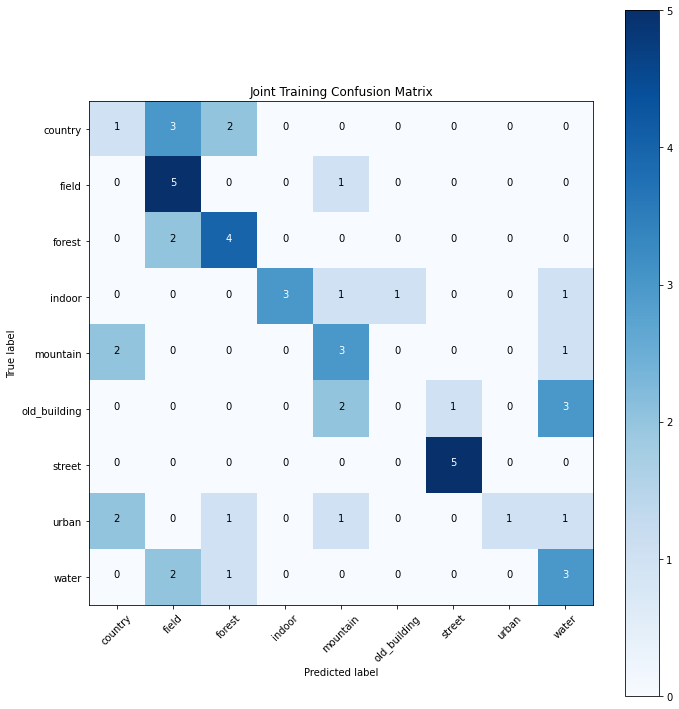 Joint Training Confusion Matrix
country 1 3 2 0 0 0 0 0 0
field 0 5 0 0 1 0 0 0 0
forest 0 2 4 0 0 0 0 0 0
indoor 0 0 0 3 1 1 0 0 1
mountain 2 0 0 0 3 0 0 0 1
old_building 0 0 0 0 2 0 1 0 3
street 0 0 0 0 0 0 5 0 0
urban 2 0 1 0 1 0 0 1 1
water 0 2 1 0 0 0 0 0 3
True label
country field forest indoor mountain old_building street urban water
Predicted label
5
4
3
2
1
0